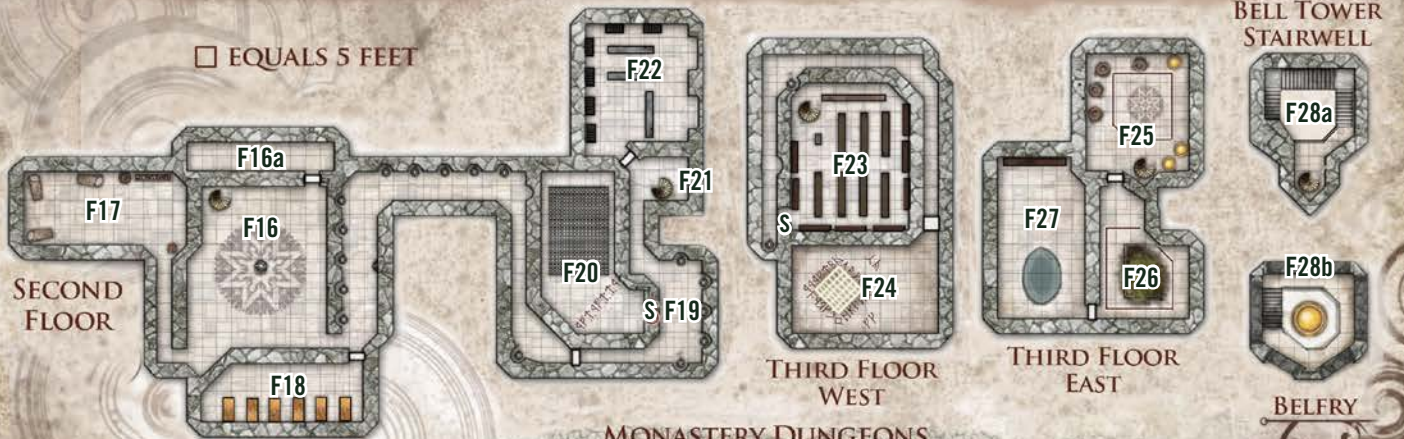 BELL TOWER
STAIRWELL
□ EQUALS 5 FEET
F22
F28a
F25
F16a
F23
F21
F17
F16
F27
S
F20
F26
F24
SECOND
FLOOR
S F19
F28b
THIRD FLOOR
WEST
THIRD FLOOR
EAST
F18
BELFRY
MONASTERY DUNGEONS